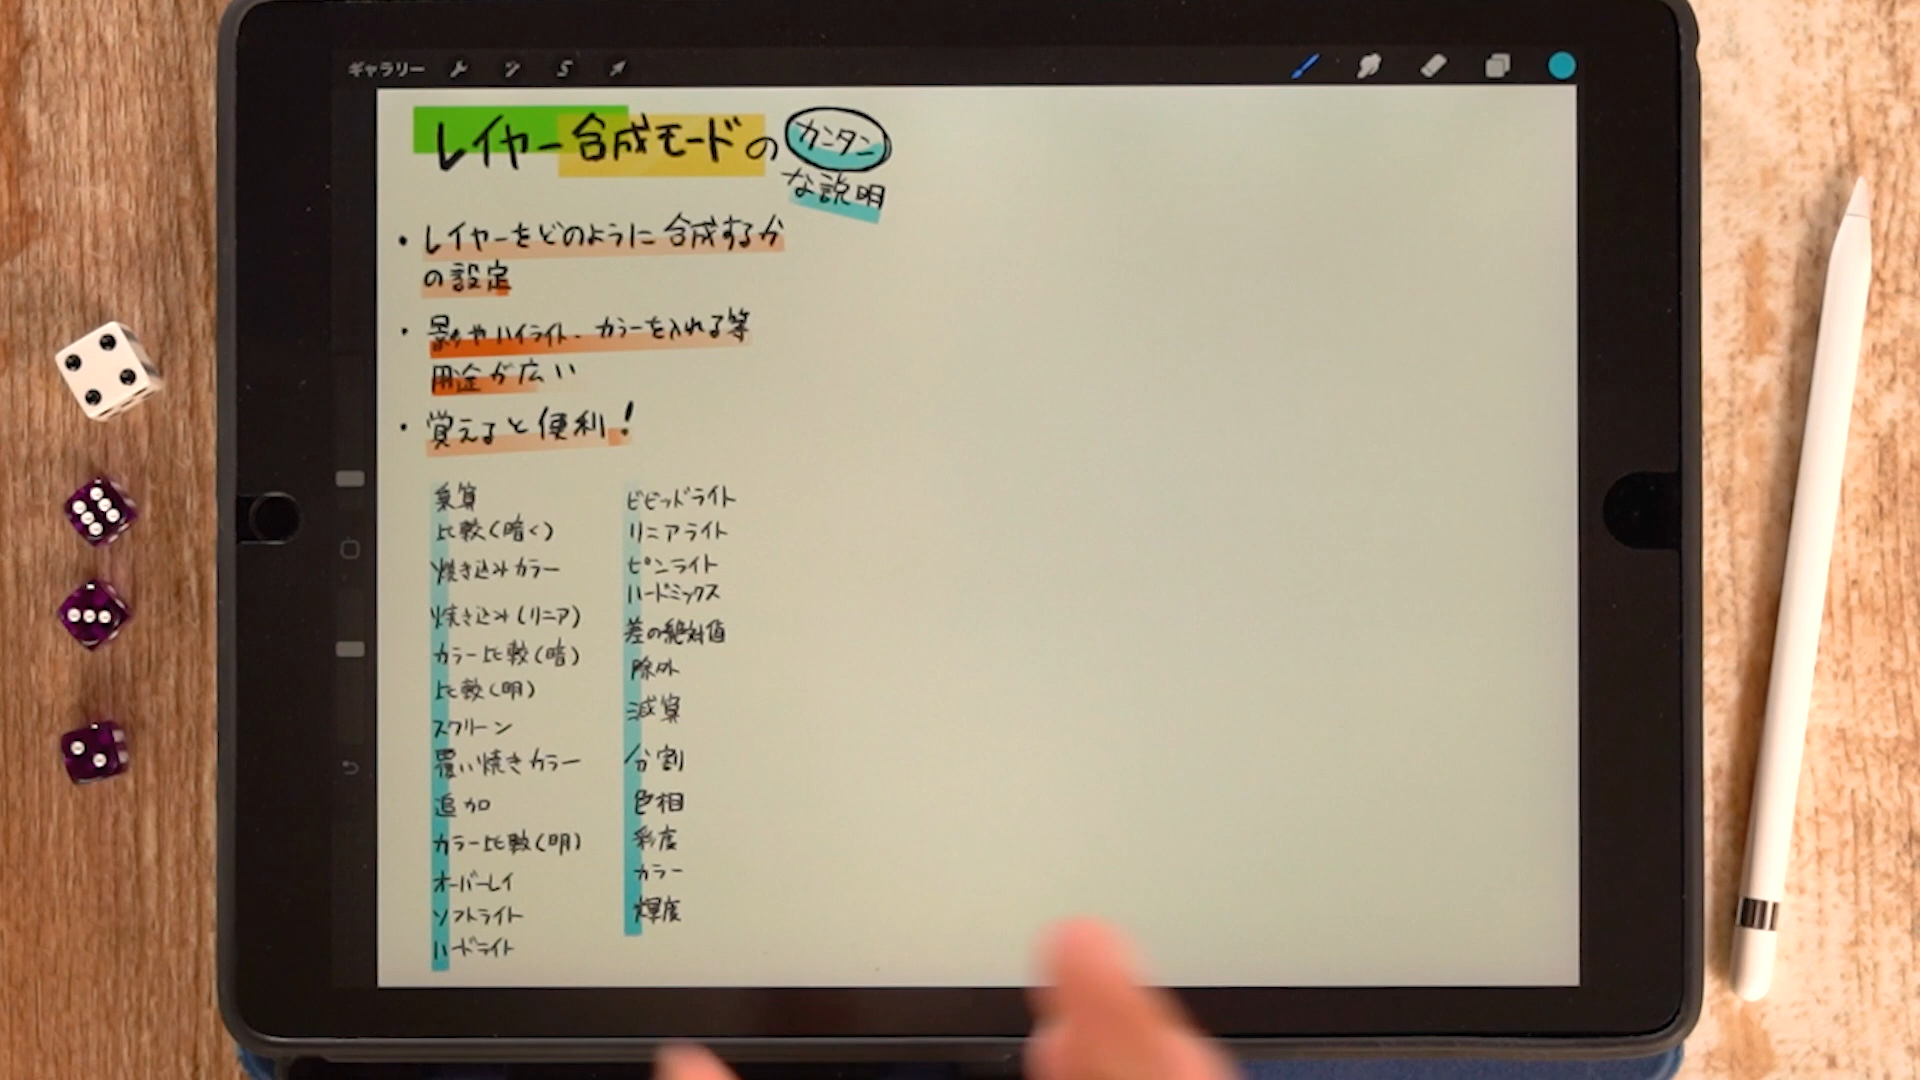 ギャラリー
レイヤー合成モードの
カンタン
な説明
・レイヤーをどのように合成するか
の設定
・影やハイライト、カラーを入れる等
用途が広い
・覚えると便利!
乗算
比較(暗く)
焼き込みカラー
焼き込み(リニア)
カラー比較(暗)
比較(明)
スクリーン
覆い焼きカラー
追加
カラー比較(明)
オーバーレイ
ソフトライト
ハードライト
ビビッドライト
リニアライト
ピンライト
ハードミックス
差の絶対値
除外
減算
分割
色相
彩度
カラー
輝度